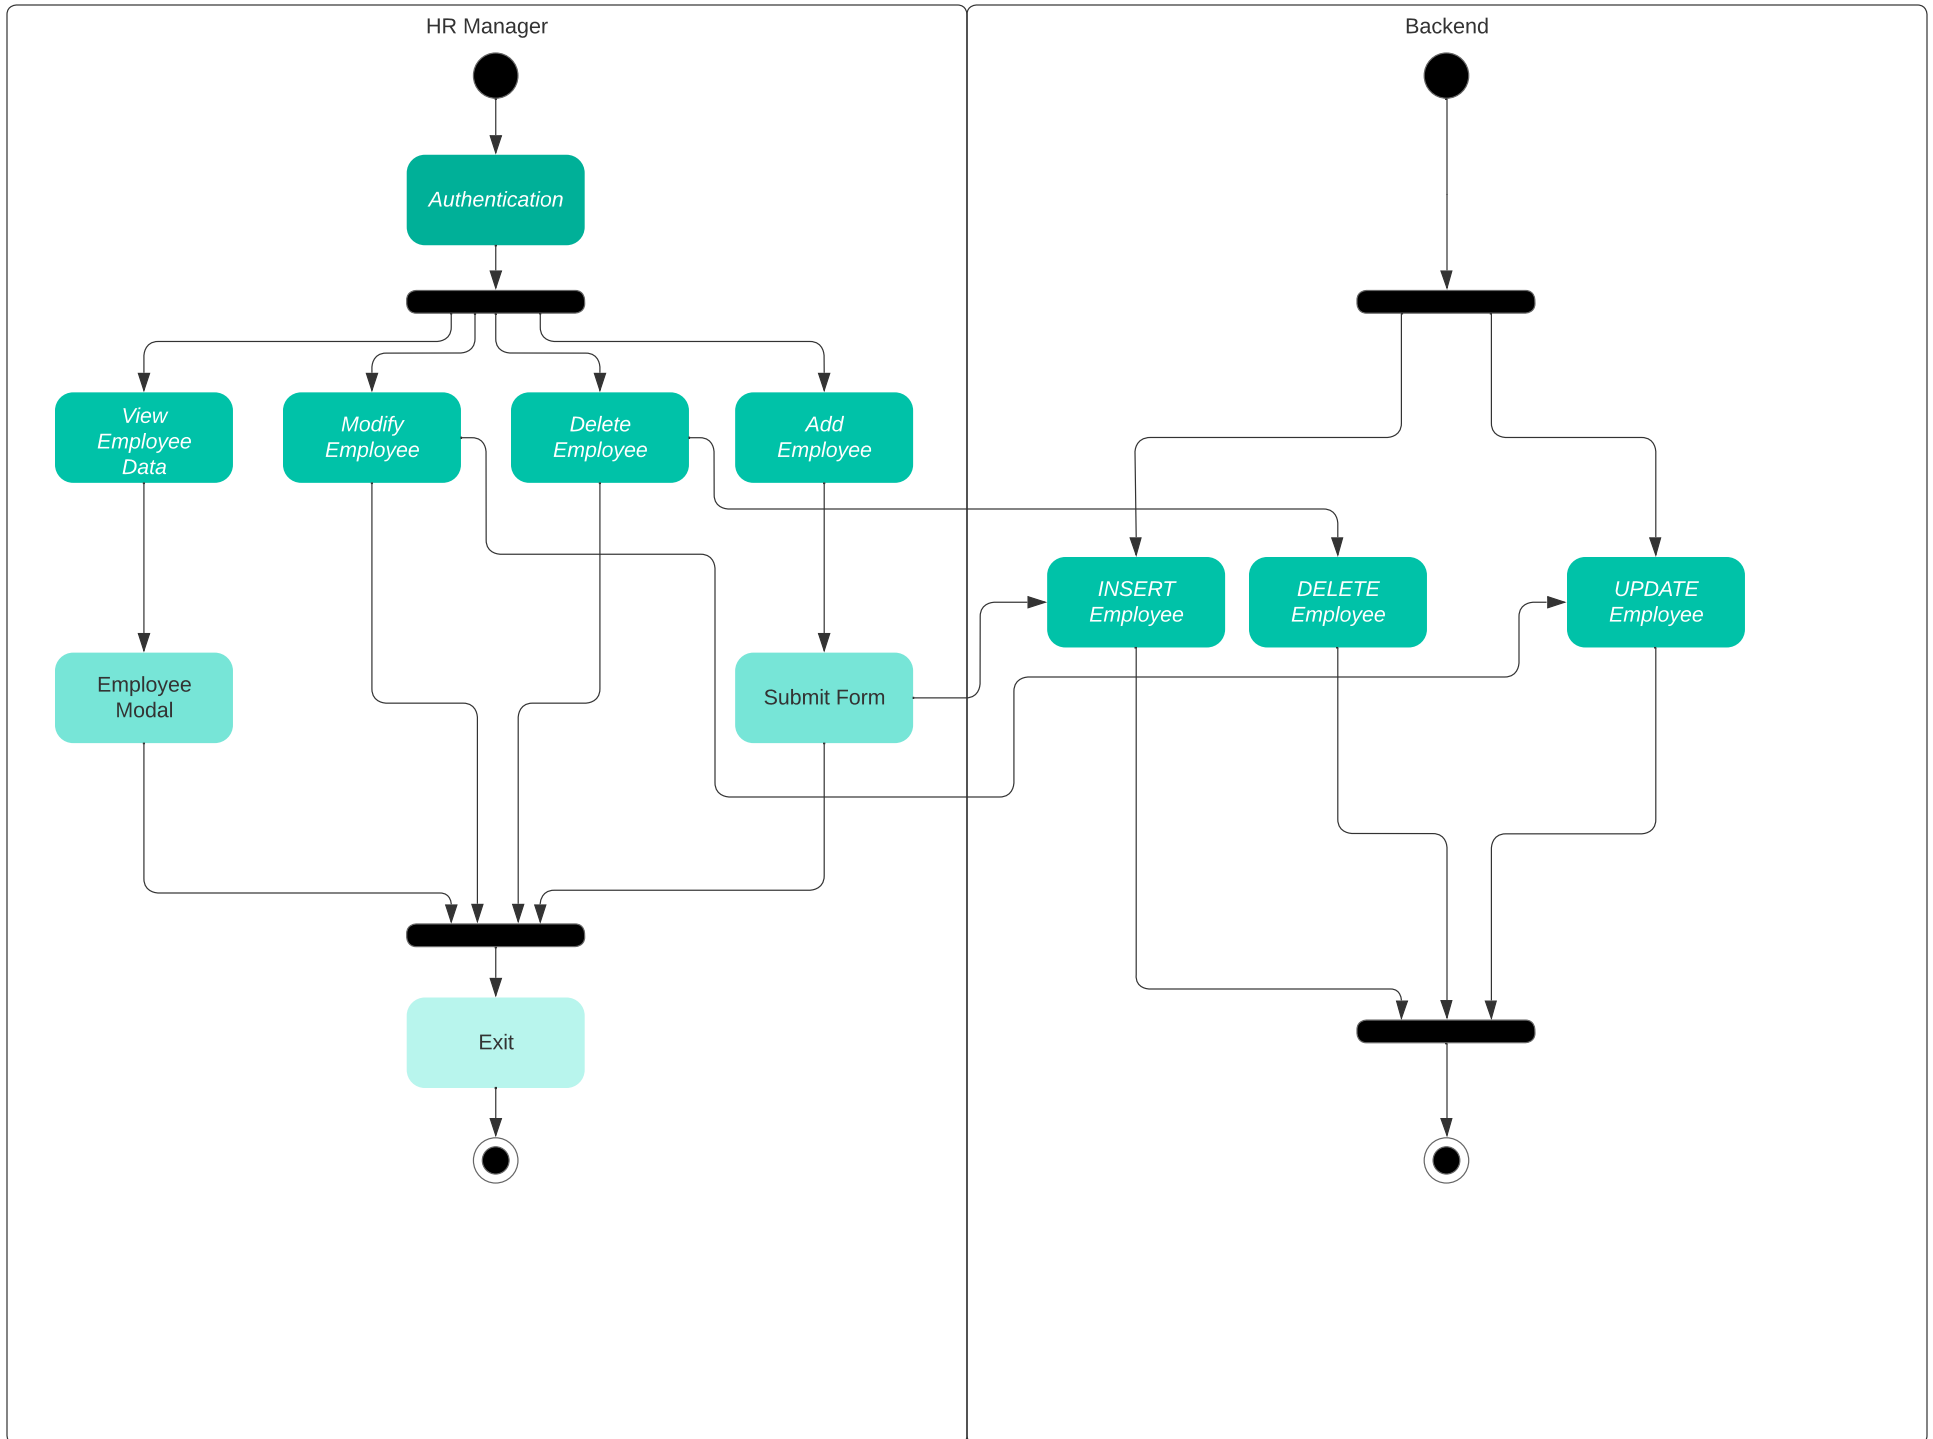 HR Manager
Backend
Authentication
View
Employee
Data
Modify
Employee
Delete
Employee
Add
Employee
INSERT
Employee
DELETE
Employee
UPDATE
Employee
Employee
Modal
Submit Form
Exit